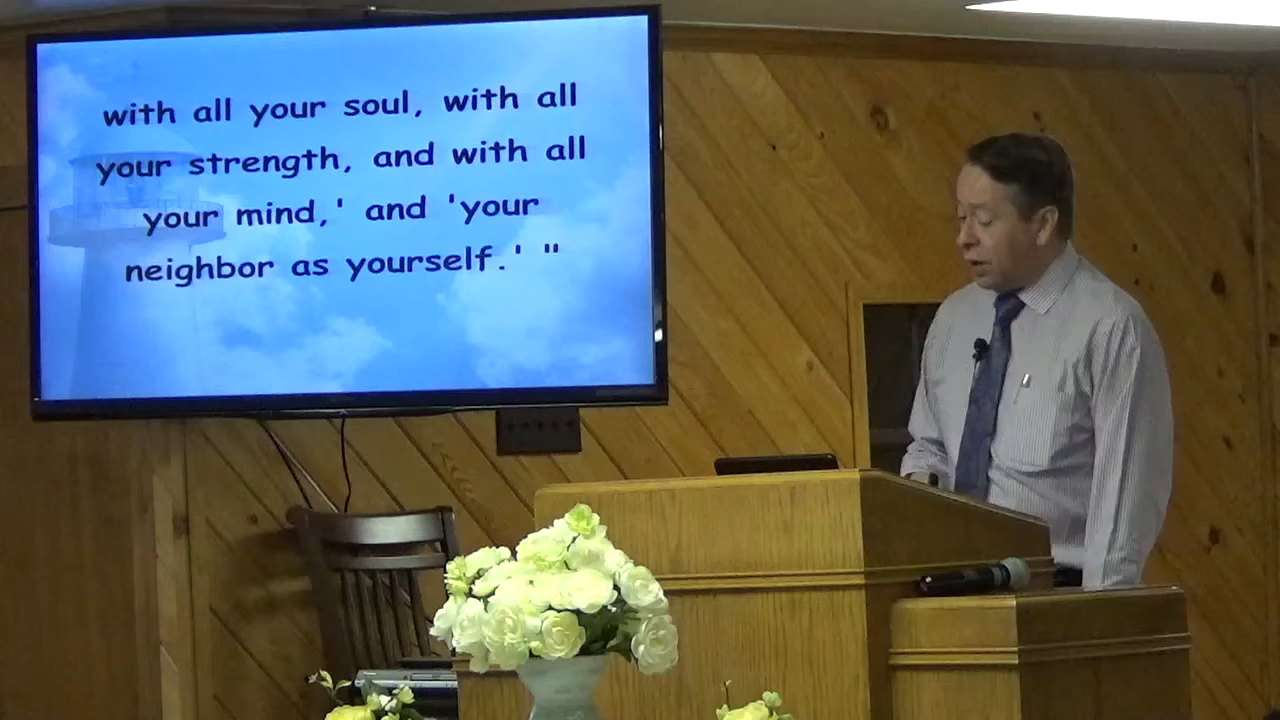 with all your soul, with all
your strength, and with all
your mind,' and 'your
neighbor as yourself.' "